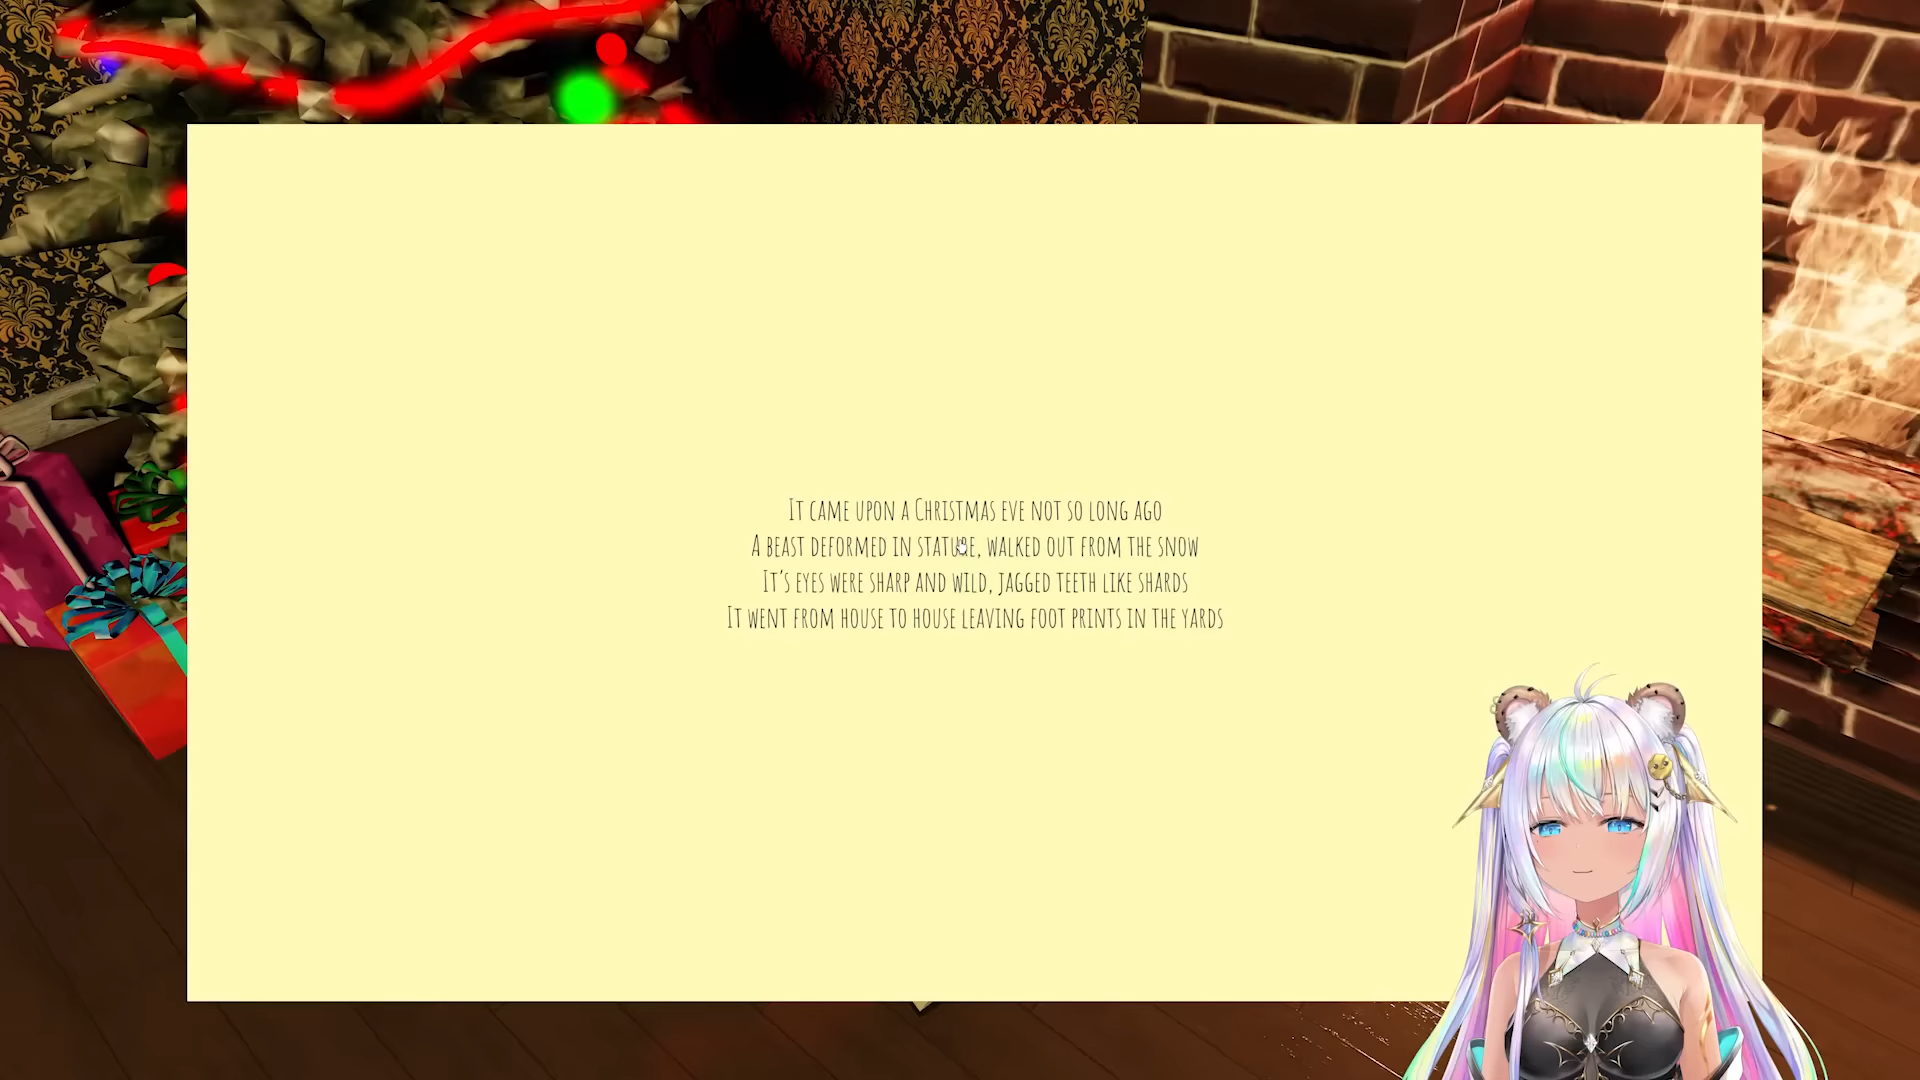 It came upon a Christmas eve not so long ago
A beast deformed in stature, walked out from the snow
It's eyes were sharp and wild, jagged teeth like shards
It went from house to house leaving foot prints in the yards